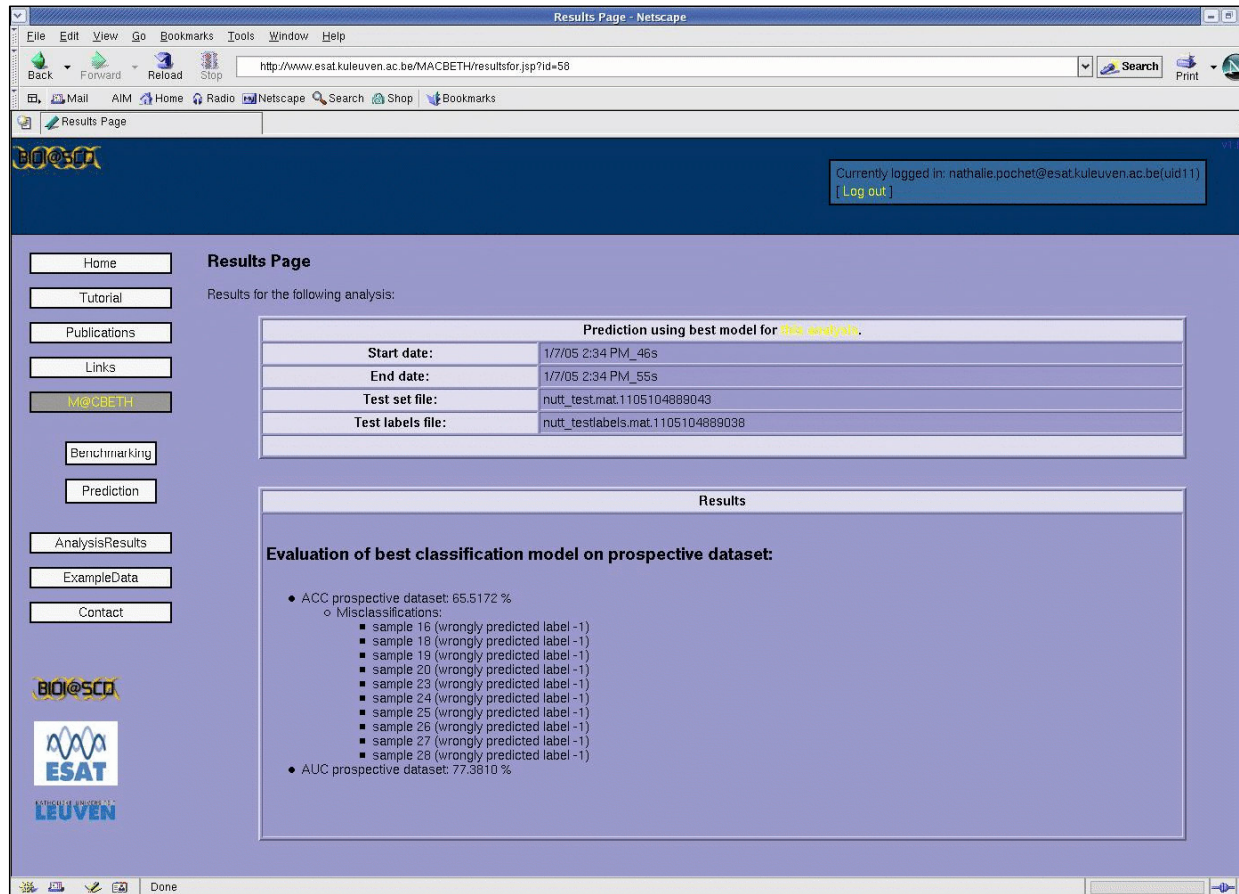 Results Page - Netscape
File Edit View Go Bookmarks Tools Window Help
Back Forward Reload Stop http://www.esat.kuleuven.ac.be/MACBETH/resultsfor.jsp?id=58 Search Print
Mail AIM Home Radio Netscape Search Shop Bookmarks
Results Page
BIOI@SCD
Currently logged in: nathalie.pochet@esat.kuleuven.ac.be(uid11)
[ Log out ]
Home
Tutorial
Publications
Links
M@CBETH
Benchmarking
Prediction
AnalysisResults
ExampleData
Contact
BIOI@SCD
ESAT
KATHOLIEKE UNIVERSITEIT
LEUVEN
Results Page
Results for the following analysis:
Prediction using best model for this analysis.
Start date: 1/7/05 2:34 PM_46s
End date: 1/7/05 2:34 PM_55s
Test set file: nutt_test.mat.1105104889043
Test labels file: nutt_testlabels.mat.1105104889038
Results
Evaluation of best classification model on prospective dataset:
ACC prospective dataset: 65.5172 %
Misclassifications:
sample 16 (wrongly predicted label -1)
sample 18 (wrongly predicted label -1)
sample 19 (wrongly predicted label -1)
sample 20 (wrongly predicted label -1)
sample 23 (wrongly predicted label -1)
sample 24 (wrongly predicted label -1)
sample 25 (wrongly predicted label -1)
sample 26 (wrongly predicted label -1)
sample 27 (wrongly predicted label -1)
sample 28 (wrongly predicted label -1)
AUC prospective dataset: 77.3810 %
Done